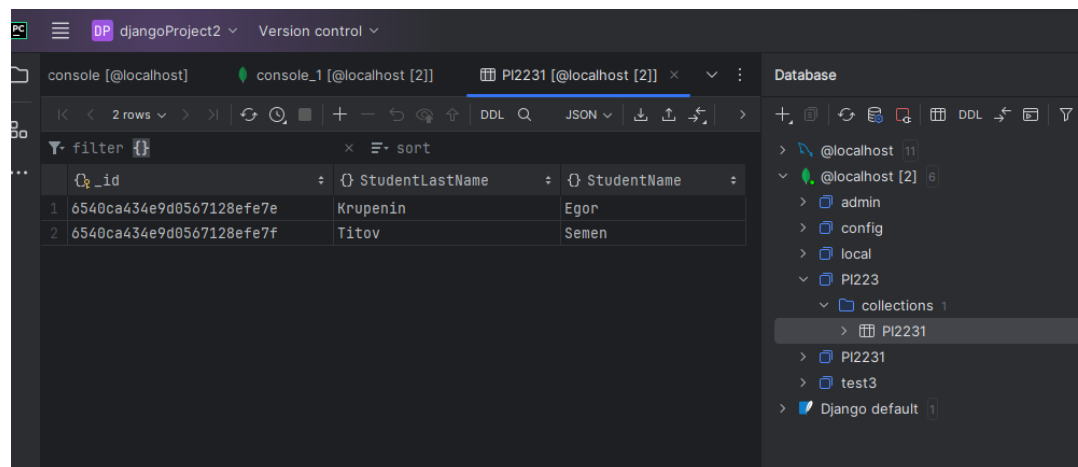 PC DP djangoProject2 Version control
console [@localhost] console_1 [@localhost [2]] PI2231 [@localhost [2]] Database
2 rows DDL JSON DDL
filter {} sort
_id StudentLastName StudentName
1 6540ca434e9d0567128efe7e Krupenin Egor
2 6540ca434e9d0567128efe7f Titov Semen
@localhost 11
@localhost [2] 6
admin
config
local
PI223
collections 1
PI2231
PI2231
test3
Django default 1